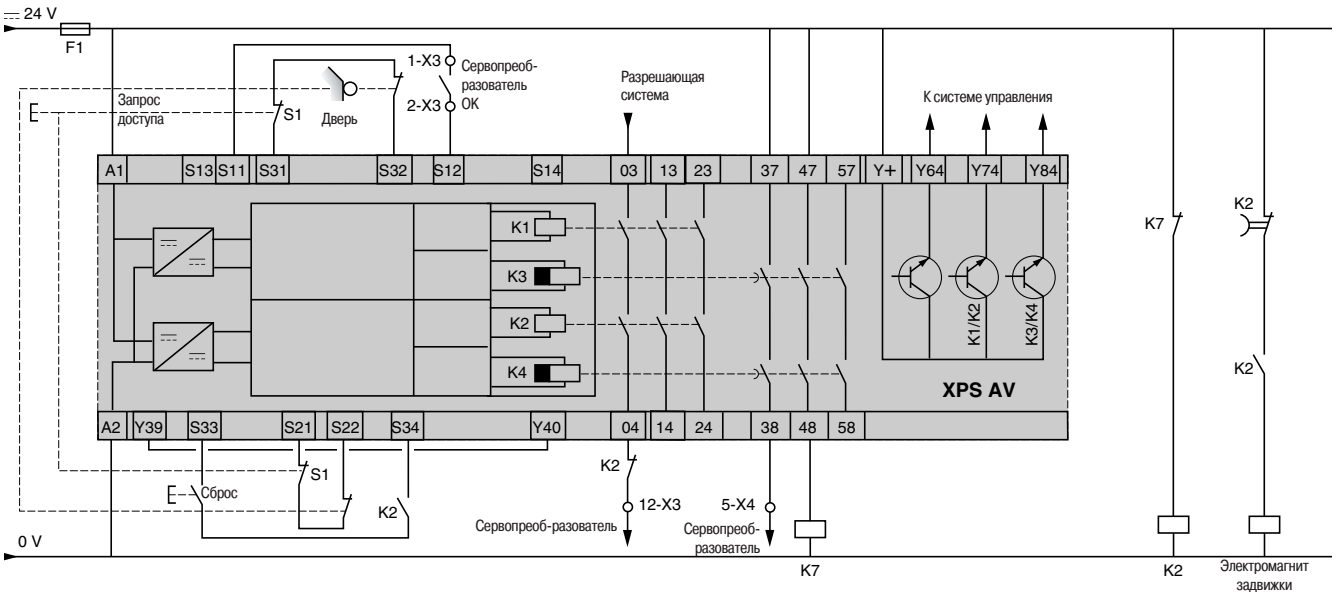 24 V
F1
1-X3
Сервопреоб-
разователь
OK
2-X3
Запрос
доступа
S1
Дверь
Разрешающая
система
К системе управления
A1 S13 S11 S31 S32 S12 S14 03 13 23 37 47 57 Y+ Y64 Y74 Y84
K1
K3
K2
K4
K1/K2
K3/K4
XPS AV
K7
K2
K2
A2 Y39 S33 S21 S22 S34 Y40 04 14 24 38 48 58
S1
Сброс
K2
K2
12-X3
5-X4
Сервопреоб-разователь
Сервопреоб-
разователь
0 V
K7
K2
Электромагнит
задвижки